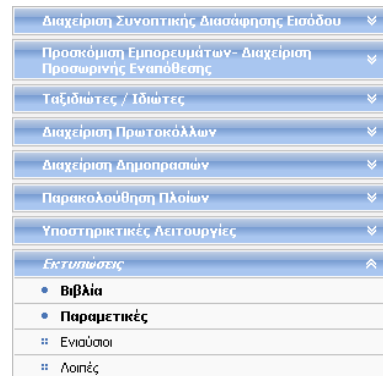 Διαχείριση Συνοπτικής Διασάφησης Εισόδου
Προσκόμιση Εμπορευμάτων- Διαχείριση
Προσωρινής Εναπόθεσης
Ταξιδιώτες / Ιδιώτες
Διαχείριση Πρωτοκόλλων
Διαχείριση Δημοπρασιών
Παρακολούθηση Πλοίων
Υποστηρικτικές Λειτουργίες
Εκτυπώσεις
Βιβλία
Παραμετικές
Ενιαύσιοι
Λοιπές